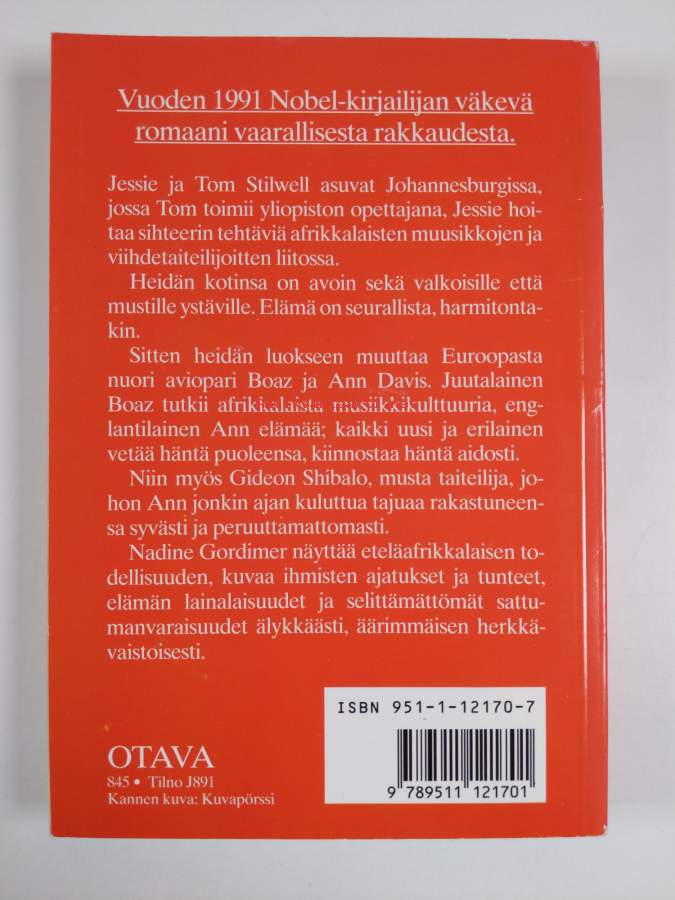 Vuoden 1991 Nobel-kirjailijan väkevä
romaani vaarallisesta rakkaudesta.
Jessie ja Tom Stilwell asuvat Johannesburgissa,
jossa Tom toimii yliopiston opettajana, Jessie hoi-
taa sihteerin tehtäviä afrikkalaisten muusikkojen ja
viihdetaiteilijoitten liitossa.
Heidän kotinsa on avoin sekä valkoisille että
mustille ystäville. Elämä on seurallista, harmitonta-
kin.
Sitten heidän luokseen muuttaa Euroopasta
nuori aviopari Boaz ja Ann Davis. Juutalainen
Boaz tutkii afrikkalaista musiikkikulttuuria, eng-
lantilainen Ann elämää; kaikki uusi ja erilainen
vetää häntä puoleensa, kiinnostaa häntä aidosti.
Niin myös Gideon Shibalo, musta taiteilija, jo-
hon Ann jonkin ajan kuluttua tajuaa rakastuneen-
sa syvästi ja peruuttamattomasti.
Nadine Gordimer näyttää eteläafrikkalaisen to-
dellisuuden, kuvaa ihmisten ajatukset ja tunteet,
elämän lainalaisuudet ja selittämättömät sattu-
manvaraisuudet älykkäästi, äärimmäisen herkkä-
vaistoisesti.
ISBN 951-1-12170-7
9 789511 121701
OTAVA
845 • Tilno J891
Kannen kuva: Kuvapörssi